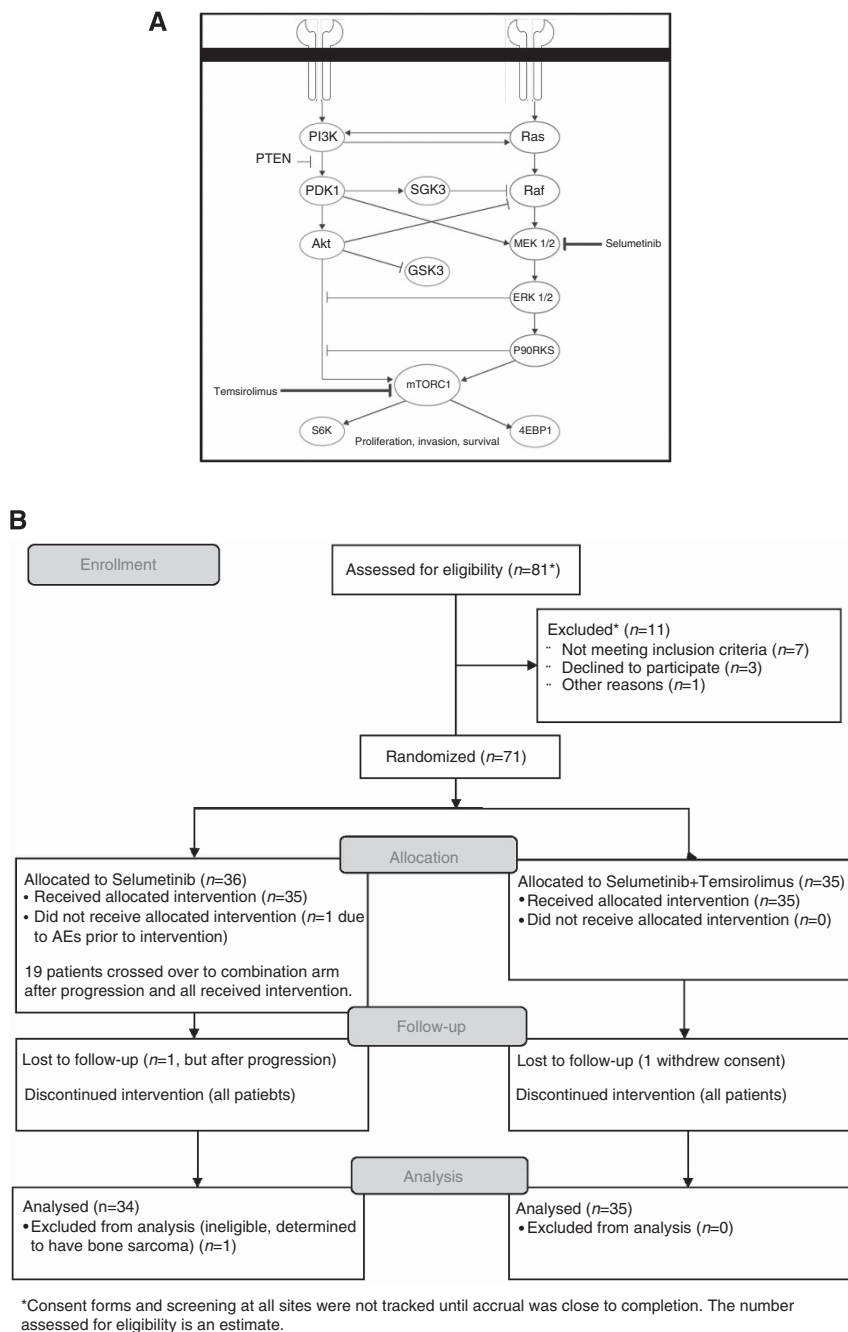 A
PI3K
Ras
PTEN
PDK1
SGK3
Raf
Akt
MEK 1/2
Selumetinib
GSK3
ERK 1/2
P90RKS
mTORC1
Temsirolimus
S6K
4EBP1
Proliferation, invasion, survival
B
Enrollment
Assessed for eligibility (n=81*)
Excluded* (n=11)
¨ Not meeting inclusion criteria (n=7)
¨ Declined to participate (n=3)
¨ Other reasons (n=1)
Randomized (n=71)
Allocation
Allocated to Selumetinib (n=36)
• Received allocated intervention (n=35)
• Did not receive allocated intervention (n=1 due
to AEs prior to intervention)
19 patients crossed over to combination arm
after progression and all received intervention.
Allocated to Selumetinib+Temsirolimus (n=35)
• Received allocated intervention (n=35)
• Did not receive allocated intervention (n=0)
Follow-up
Lost to follow-up (n=1, but after progression)
Discontinued intervention (all patiebts)
Lost to follow-up (1 withdrew consent)
Discontinued intervention (all patients)
Analysis
Analysed (n=34)
• Excluded from analysis (ineligible, determined
to have bone sarcoma) (n=1)
Analysed (n=35)
• Excluded from analysis (n=0)
*Consent forms and screening at all sites were not tracked until accrual was close to completion. The number
assessed for eligibility is an estimate.